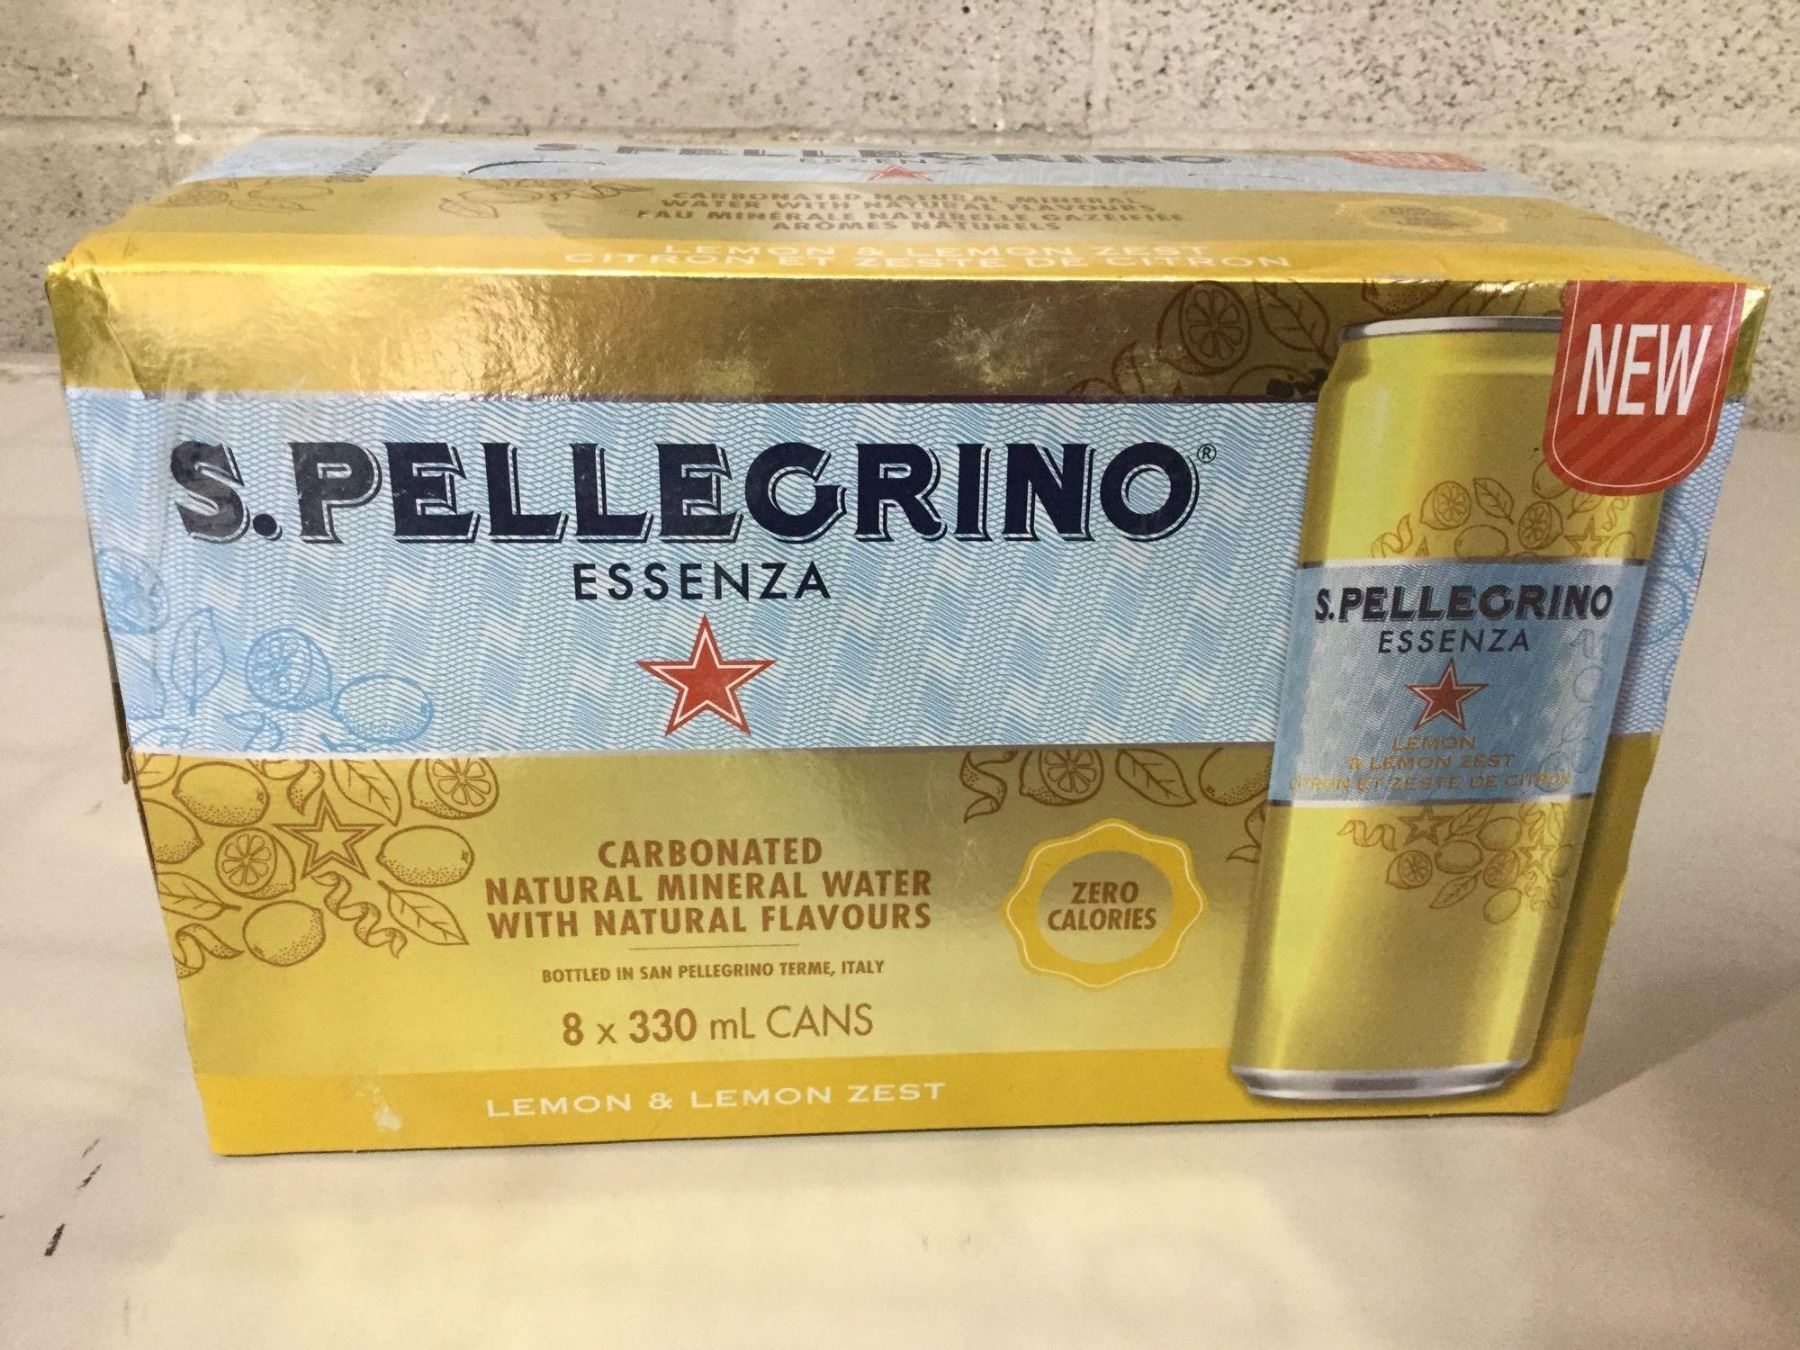 S.PELLEGRINO
ESSENZA
CARBONATED NATURAL MINERAL
WATER WITH NATURAL FLAVOURS
EAU MINÉRALE NATURELLE GAZÉIFIÉE
ARÔMES NATURELS
LEMON & LEMON ZEST
CITRON ET ZESTE DE CITRON
NEW
S.PELLEGRINO®
ESSENZA
CARBONATED
NATURAL MINERAL WATER
WITH NATURAL FLAVOURS
BOTTLED IN SAN PELLEGRINO TERME, ITALY
8 x 330 mL CANS
ZERO
CALORIES
LEMON & LEMON ZEST
S.PELLEGRINO
ESSENZA
LEMON
& LEMON ZEST
CITRON ET ZESTE DE CITRON